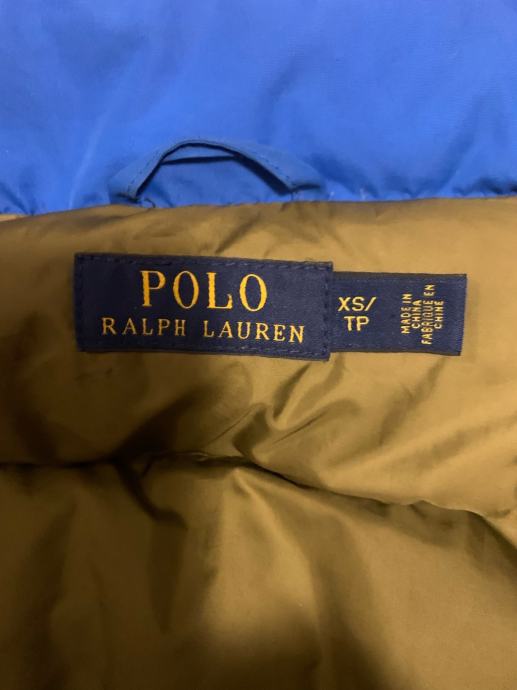 POLO
RALPH LAUREN
XS/
TP
MADE IN
CHINA
FABRIQUÉ EN
CHINE